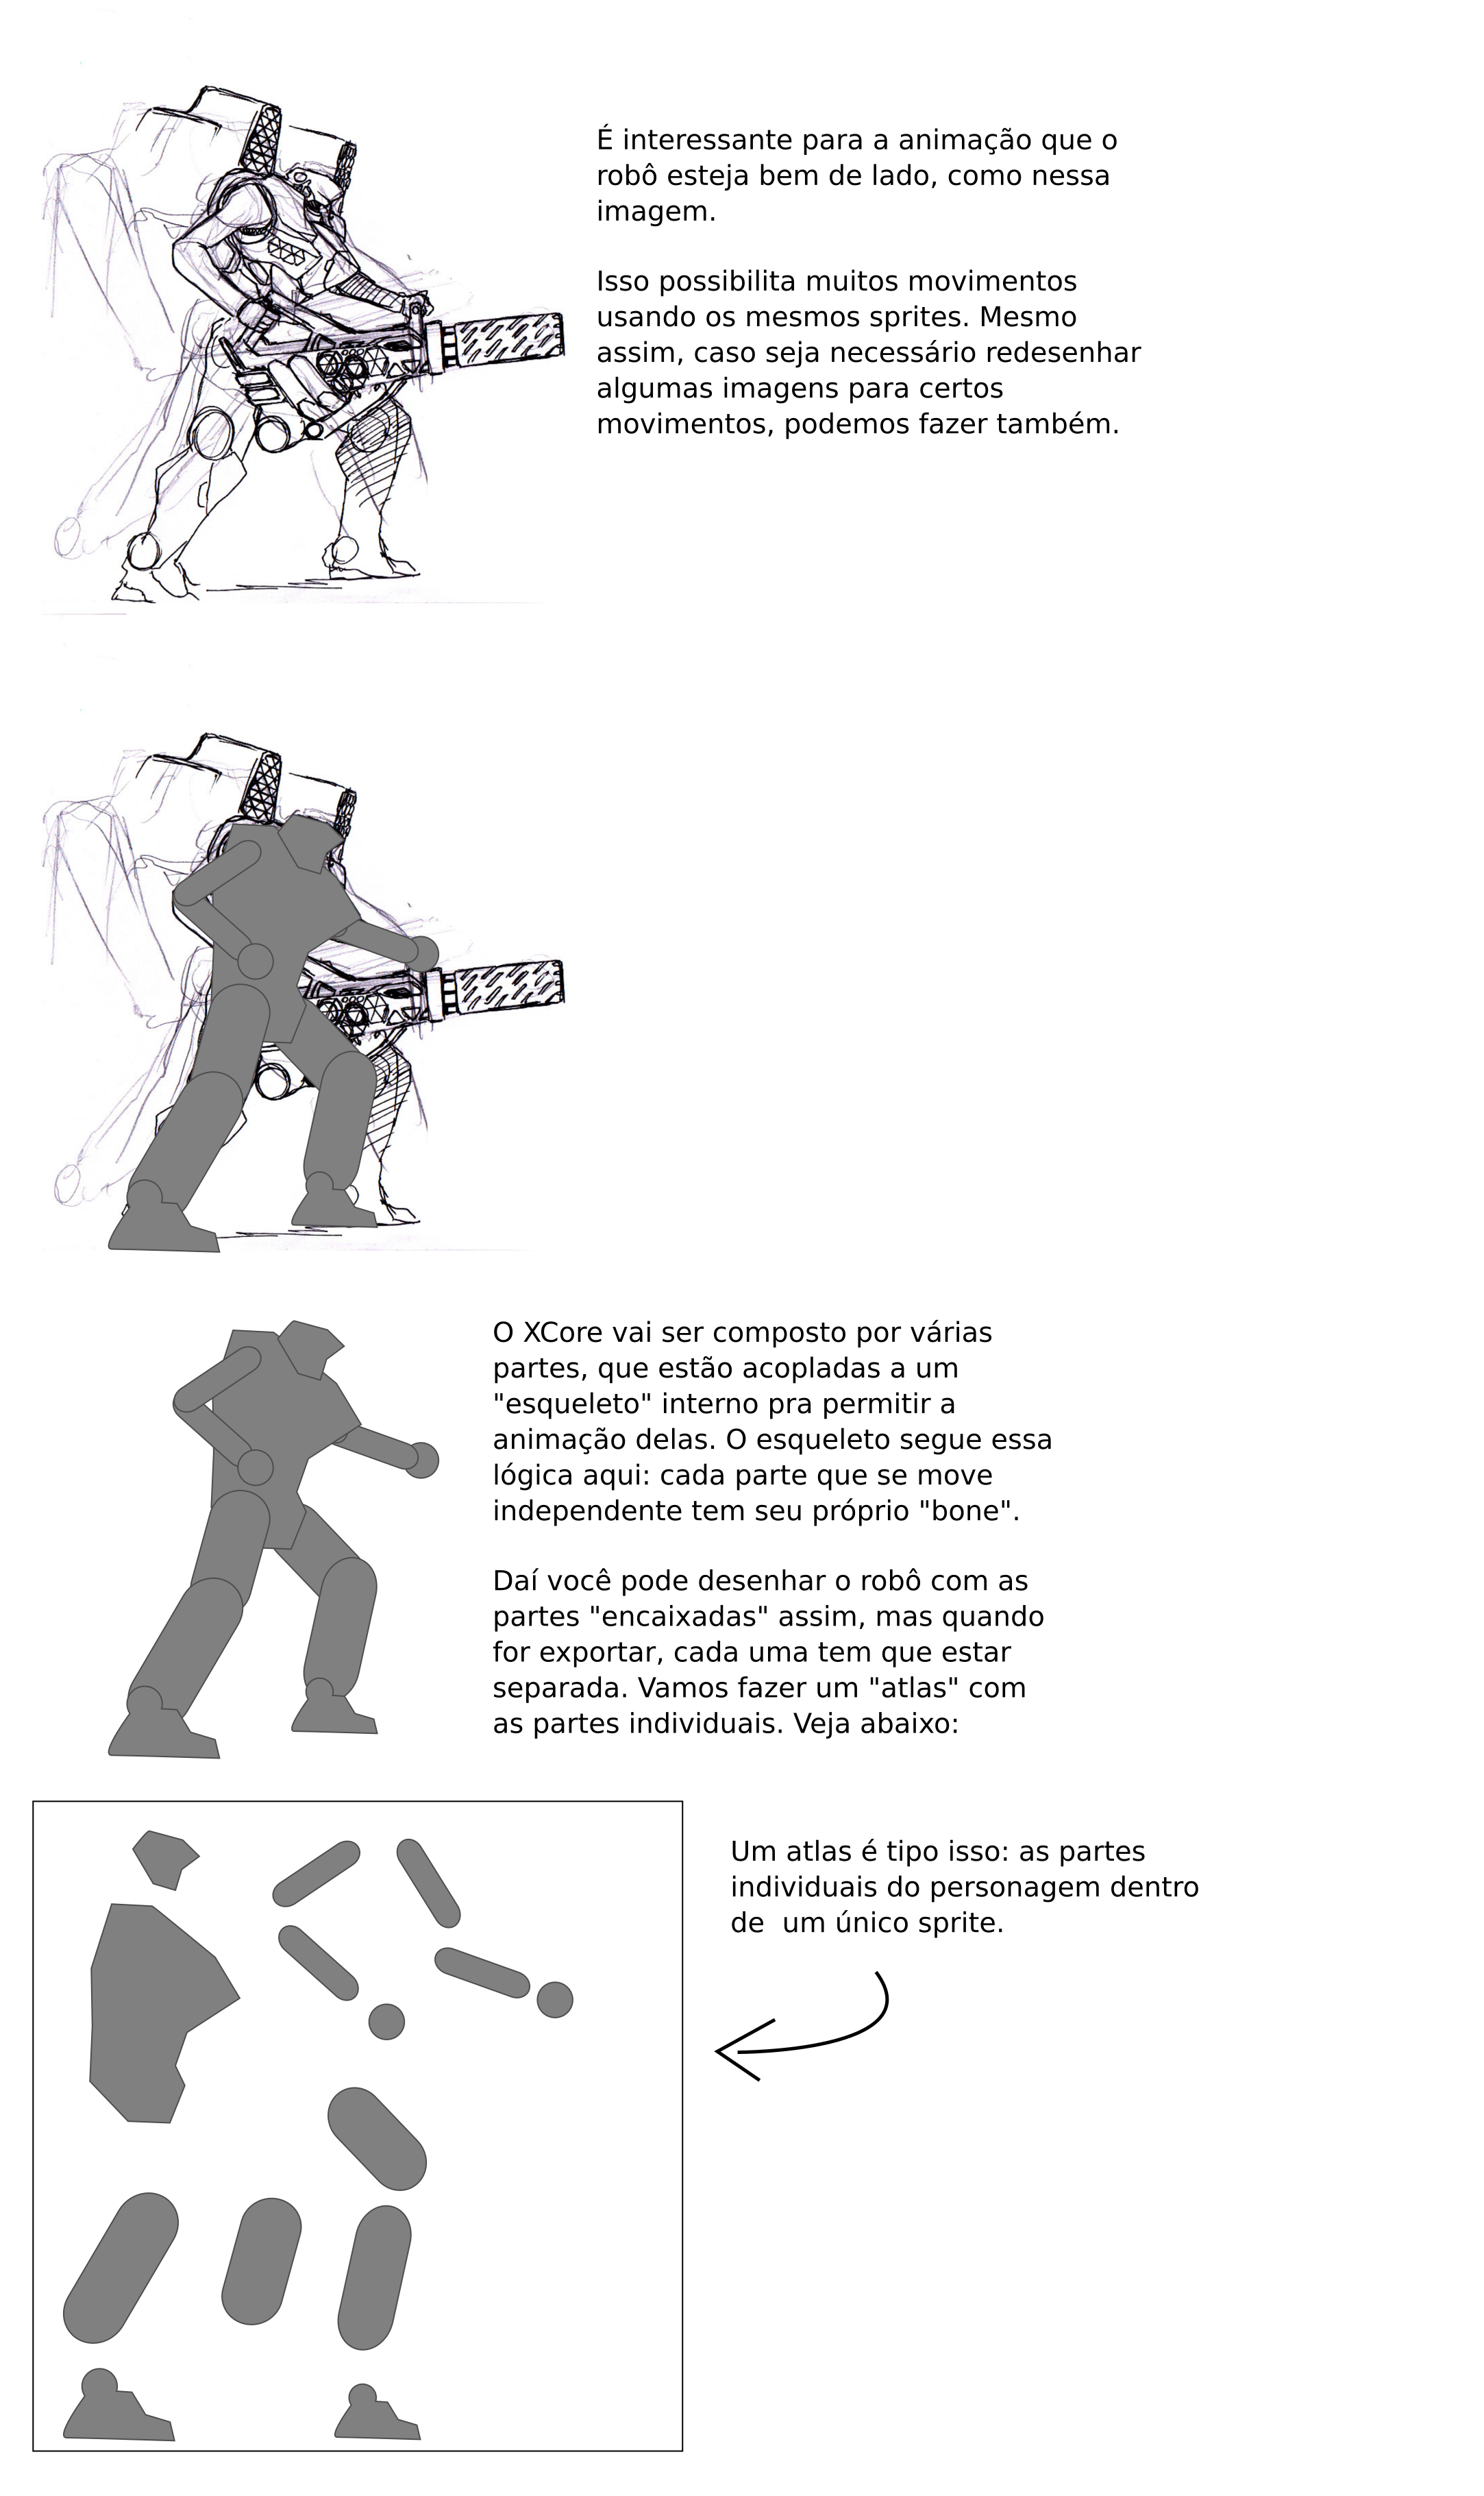 É interessante para a animação que o
robô esteja bem de lado, como nessa
imagem.
Isso possibilita muitos movimentos
usando os mesmos sprites. Mesmo
assim, caso seja necessário redesenhar
algumas imagens para certos
movimentos, podemos fazer também.
O XCore vai ser composto por várias
partes, que estão acopladas a um
"esqueleto" interno pra permitir a
animação delas. O esqueleto segue essa
lógica aqui: cada parte que se move
independente tem seu próprio "bone".
Daí você pode desenhar o robô com as
partes "encaixadas" assim, mas quando
for exportar, cada uma tem que estar
separada. Vamos fazer um "atlas" com
as partes individuais. Veja abaixo:
Um atlas é tipo isso: as partes
individuais do personagem dentro
de  um único sprite.